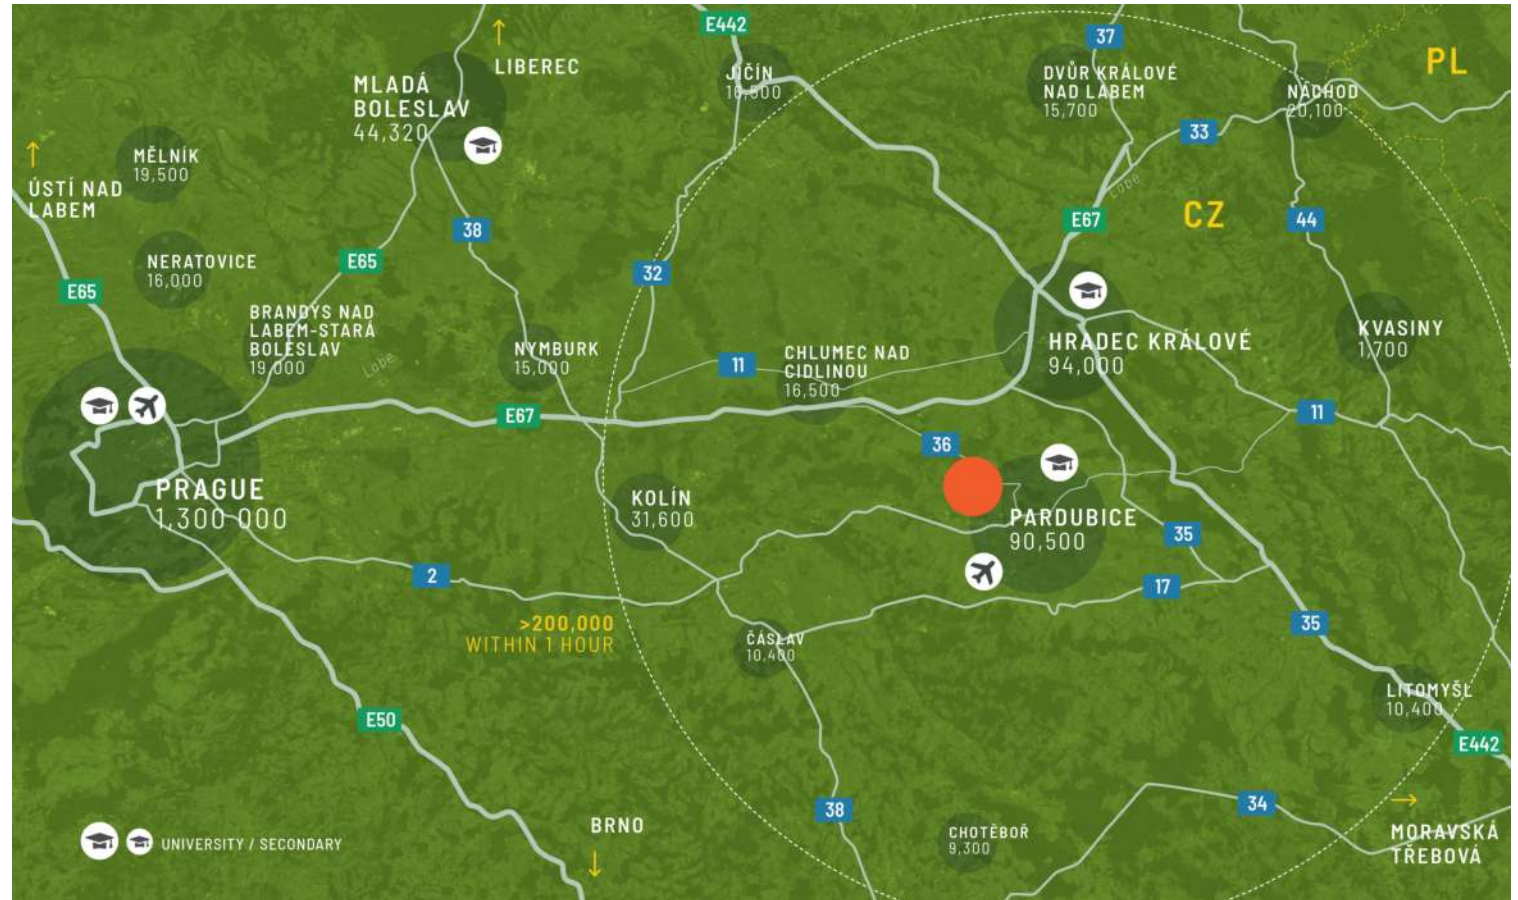 E442
37
PL
LIBEREC
JIČÍN
16,500
DVŮR KRÁLOVÉ
NAD LABEM
15,700
NÁCHOD
20,100
MLADÁ
BOLESLAV
44,320
33
MĚLNÍK
19,500
ÚSTÍ NAD
LABEM
Lobe
CZ
E67
44
38
NERATOVICE
16,000
E65
E65
32
BRANDÝS NAD
LABEM-STARÁ
BOLESLAV
19,000
Lobe
NYMBURK
15,000
11
CHLUMEC NAD
CIDLINOU
16,500
HRADEC KRÁLOVÉ
94,000
KVASINY
1,700
E67
11
36
PRAGUE
1,300 000
KOLÍN
31,600
PARDUBICE
90,500
35
2
17
>200,000
WITHIN 1 HOUR
ČÁSLAV
10,400
35
LITOMYŠL
10,400
E50
E442
38
34
BRNO
CHOTĚBOŘ
9,300
MORAVSKÁ
TŘEBOVÁ
UNIVERSITY / SECONDARY